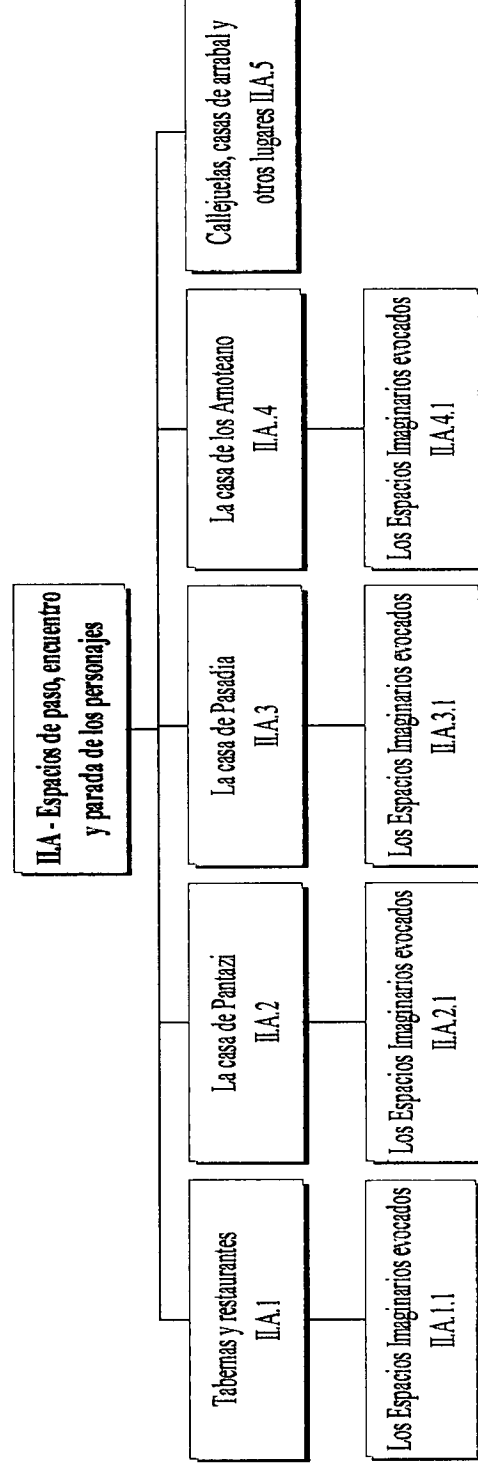 II.A - Espacios de paso, encuentro
y parada de los personajes
Tabernas y restaurantes
II.A.1
La casa de Pantazi
II.A.2
La casa de Pasadia
II.A.3
La casa de los Arnoteano
II.A..4
Callejuelas, casas de arrabal y
otros lugares II.A.5
Los Espacios Imaginarios evocados
II.A.1.1
Los Espacios Imaginarios evocados
II.A.2.1
Los Espacios Imaginarios evocados
II.A.3.1
Los Espacios Imaginarios evocados
II.A.4.1